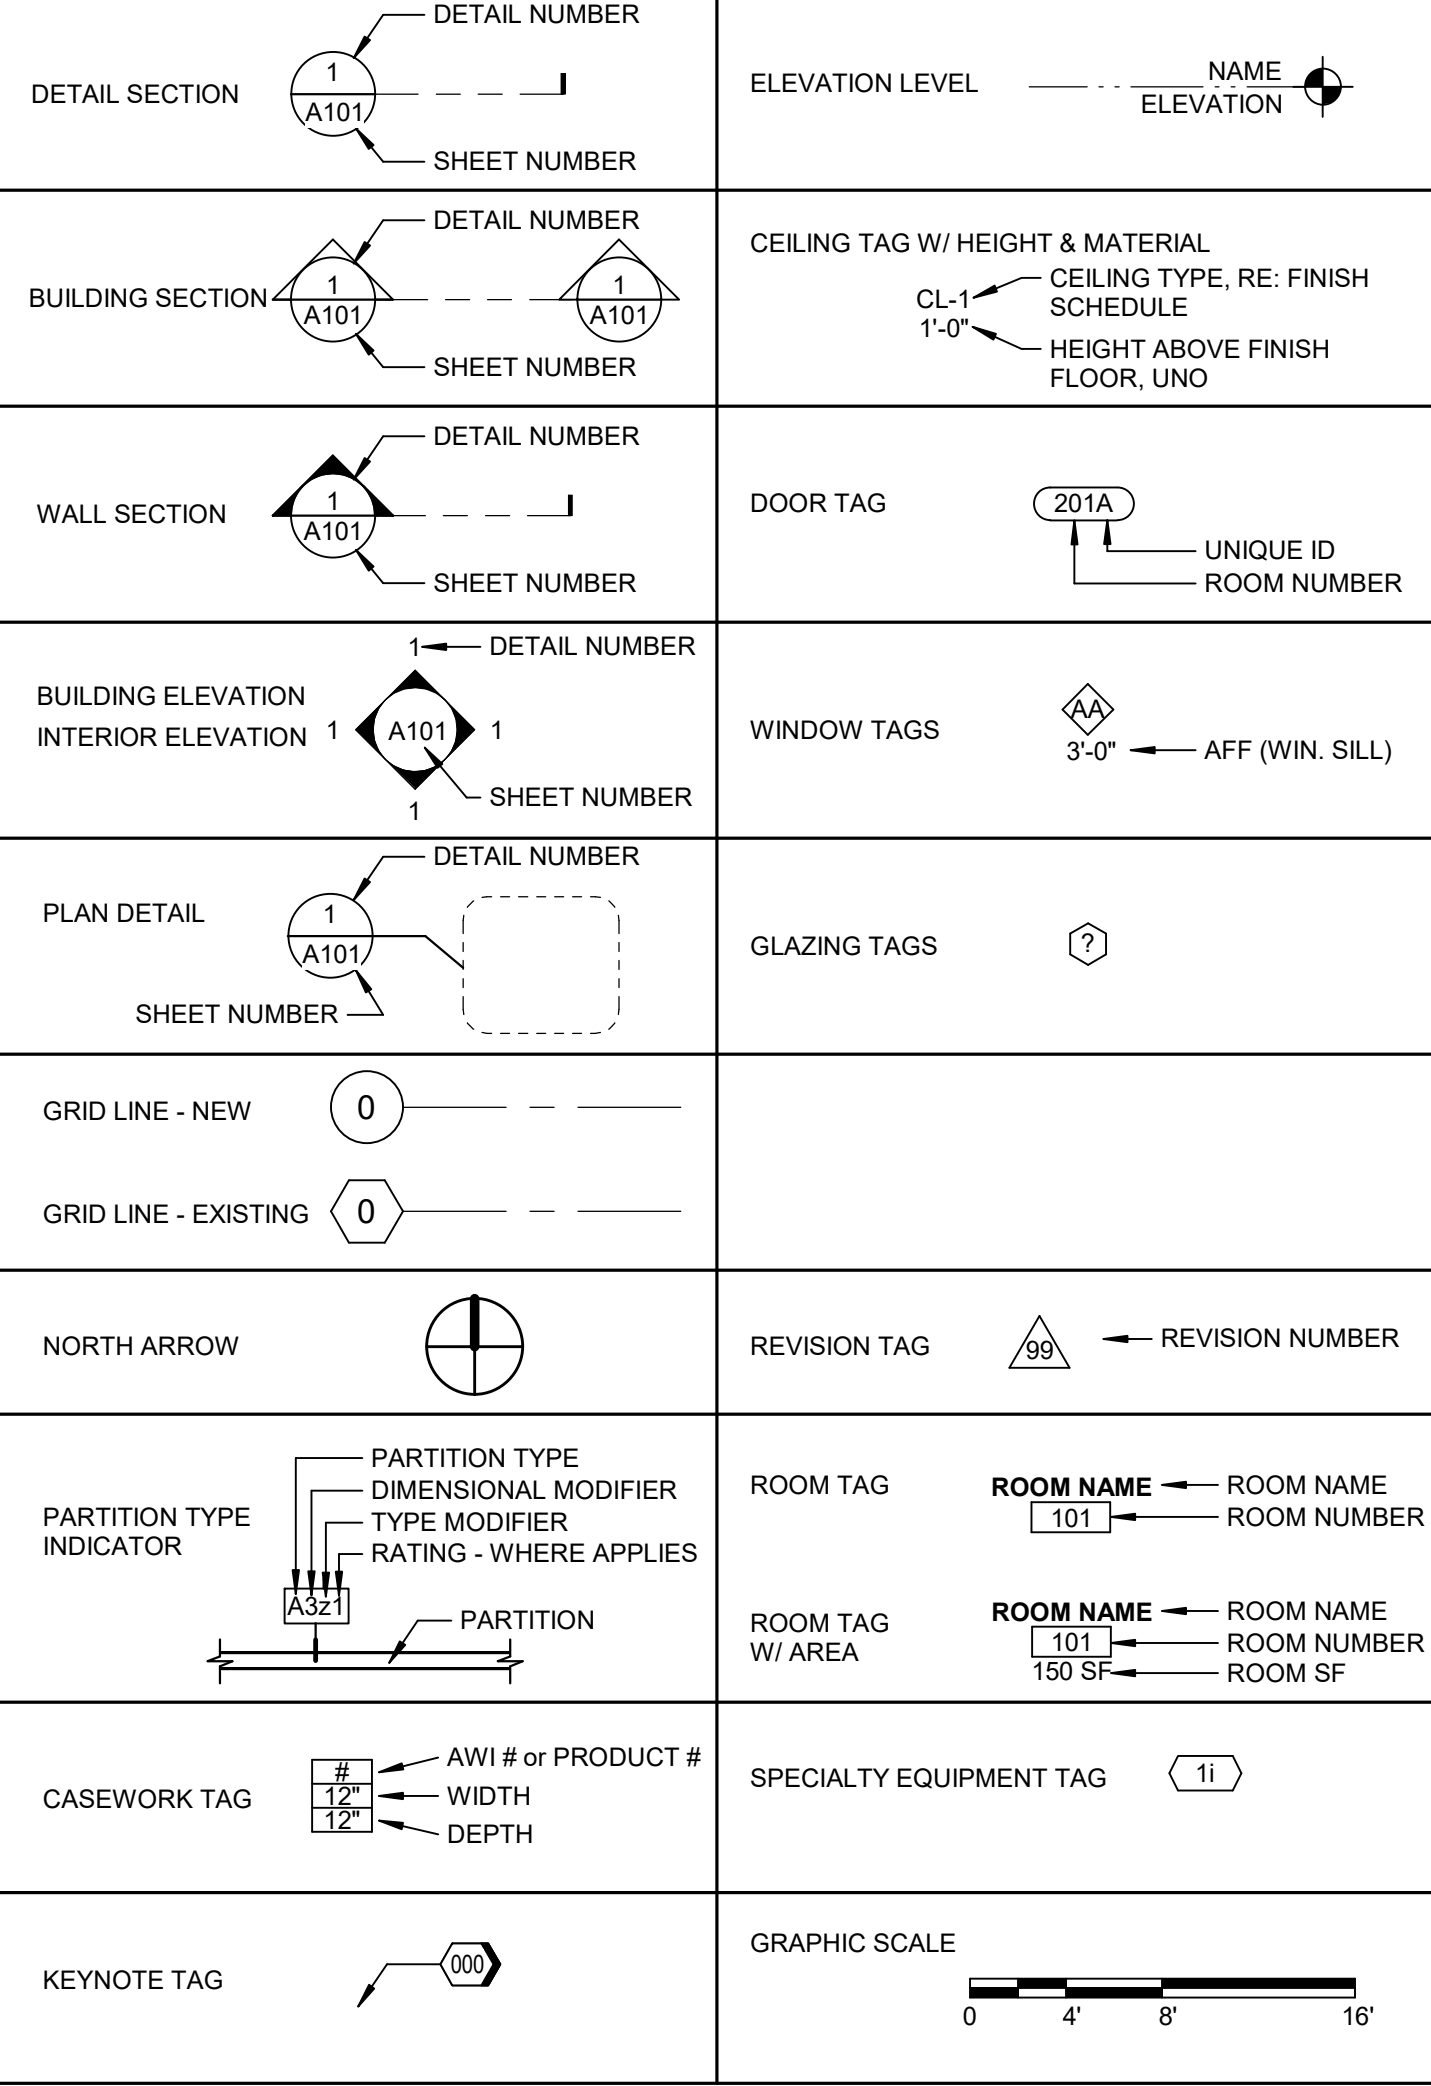 DETAIL NUMBER
DETAIL SECTION
1
A101
SHEET NUMBER
ELEVATION LEVEL
NAME
ELEVATION
DETAIL NUMBER
BUILDING SECTION
1
A101
1
A101
SHEET NUMBER
CEILING TAG W/ HEIGHT & MATERIAL
CL-1
1'-0"
CEILING TYPE, RE: FINISH
SCHEDULE
HEIGHT ABOVE FINISH
FLOOR, UNO
DETAIL NUMBER
WALL SECTION
1
A101
SHEET NUMBER
DOOR TAG
201A
UNIQUE ID
ROOM NUMBER
1
DETAIL NUMBER
BUILDING ELEVATION
INTERIOR ELEVATION
1
A101
1
SHEET NUMBER
1
WINDOW TAGS
AA
3'-0"
AFF (WIN. SILL)
DETAIL NUMBER
PLAN DETAIL
1
A101
SHEET NUMBER
GLAZING TAGS
?
GRID LINE - NEW
0
GRID LINE - EXISTING
0
NORTH ARROW
REVISION TAG
99
REVISION NUMBER
PARTITION TYPE
INDICATOR
PARTITION TYPE
DIMENSIONAL MODIFIER
TYPE MODIFIER
RATING - WHERE APPLIES
A3z1
PARTITION
ROOM TAG
ROOM NAME
101
ROOM NAME
ROOM NUMBER
ROOM TAG
W/ AREA
ROOM NAME
101
150 SF
ROOM NAME
ROOM NUMBER
ROOM SF
CASEWORK TAG
#
12"
12"
AWI # or PRODUCT #
WIDTH
DEPTH
SPECIALTY EQUIPMENT TAG
1i
KEYNOTE TAG
000
GRAPHIC SCALE
0 4' 8' 16'